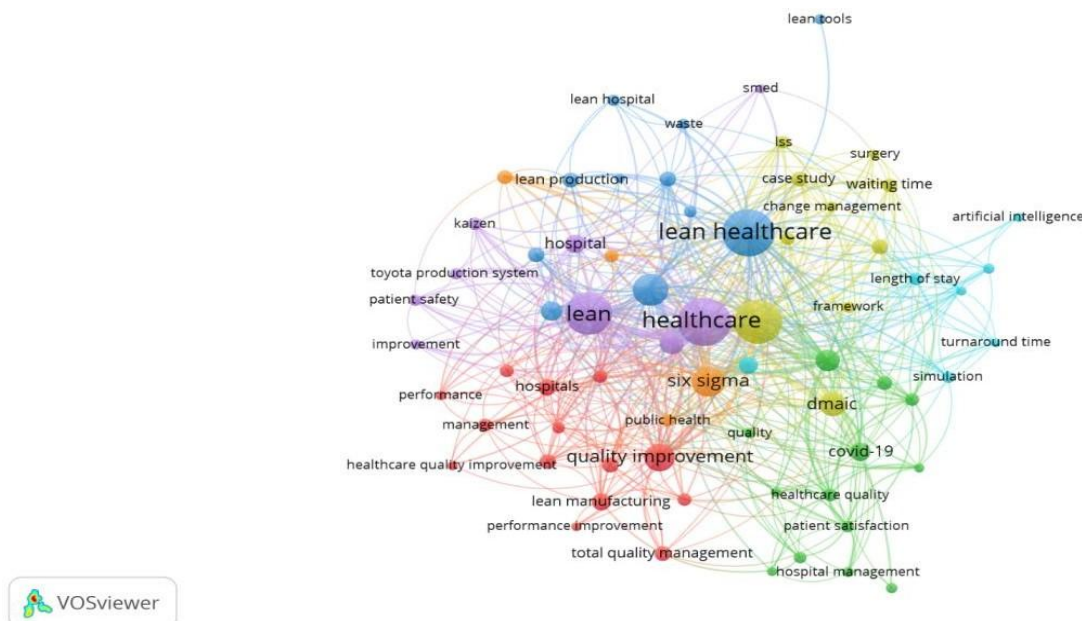 lean tools
smed
lean hospital
waste
lss
surgery
lean production
case study
waiting time
change management
artificial intelligence
kaizen
lean healthcare
hospital
toyota production system
length of stay
patient safety
framework
lean
healthcare
improvement
turnaround time
simulation
six sigma
hospitals
performance
dmaic
public health
management
quality
covid-19
quality improvement
healthcare quality improvement
healthcare quality
lean manufacturing
performance improvement
patient satisfaction
total quality management
hospital management
VOSviewer